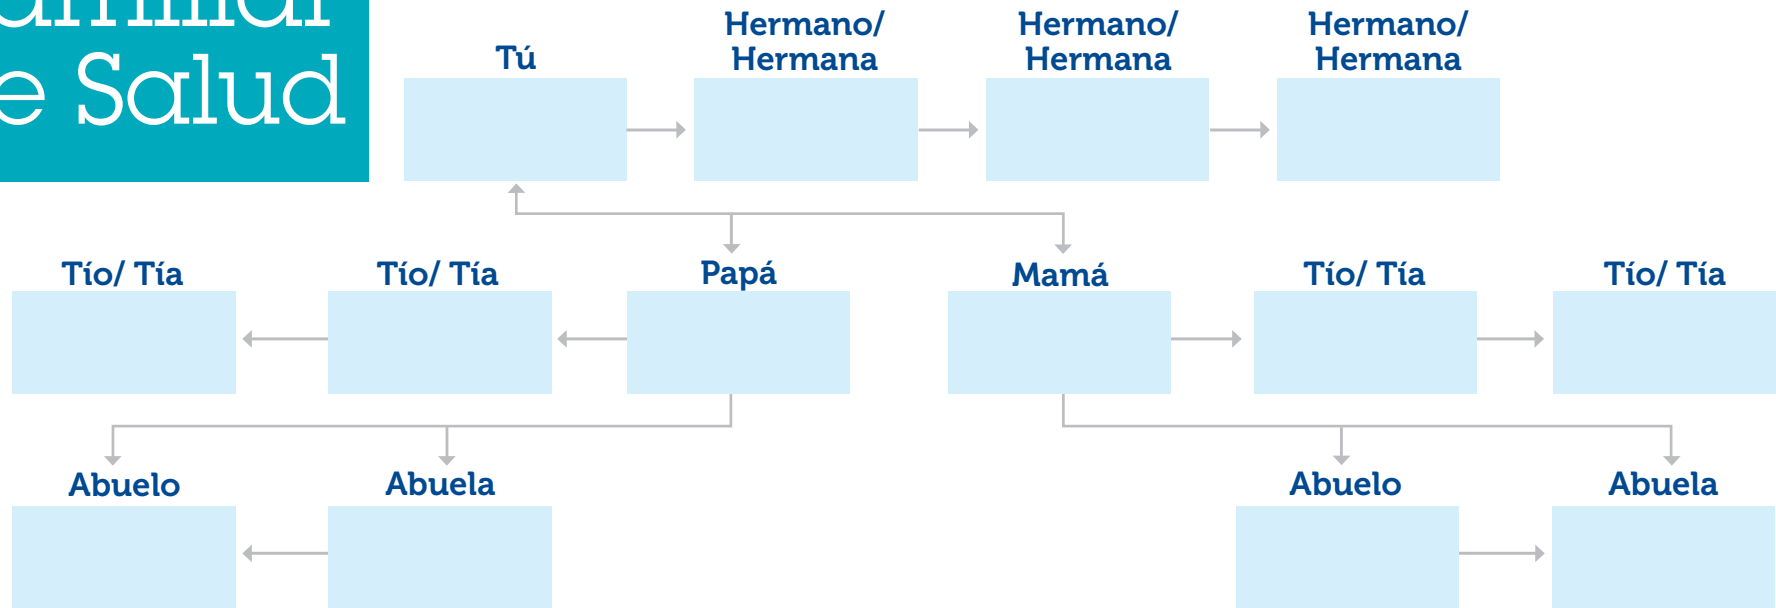 Salud
Tú
Hermano/
Hermana
Hermano/
Hermana
Hermano/
Hermana
Tío/ Tía
Tío/ Tía
Papá
Mamá
Tío/ Tía
Tío/ Tía
Abuelo
Abuela
Abuelo
Abuela